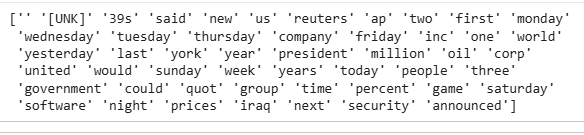 ['' '[UNK]' '39s' 'said' 'new' 'us' 'reuters' 'ap' 'two' 'first' 'monday'
'wednesday' 'tuesday' 'thursday' 'company' 'friday' 'inc' 'one' 'world'
'yesterday' 'last' 'york' 'year' 'president' 'million' 'oil' 'corp'
'united' 'would' 'sunday' 'week' 'years' 'today' 'people' 'three'
'government' 'could' 'quot' 'group' 'time' 'percent' 'game' 'saturday'
'software' 'night' 'prices' 'iraq' 'next' 'security' 'announced']